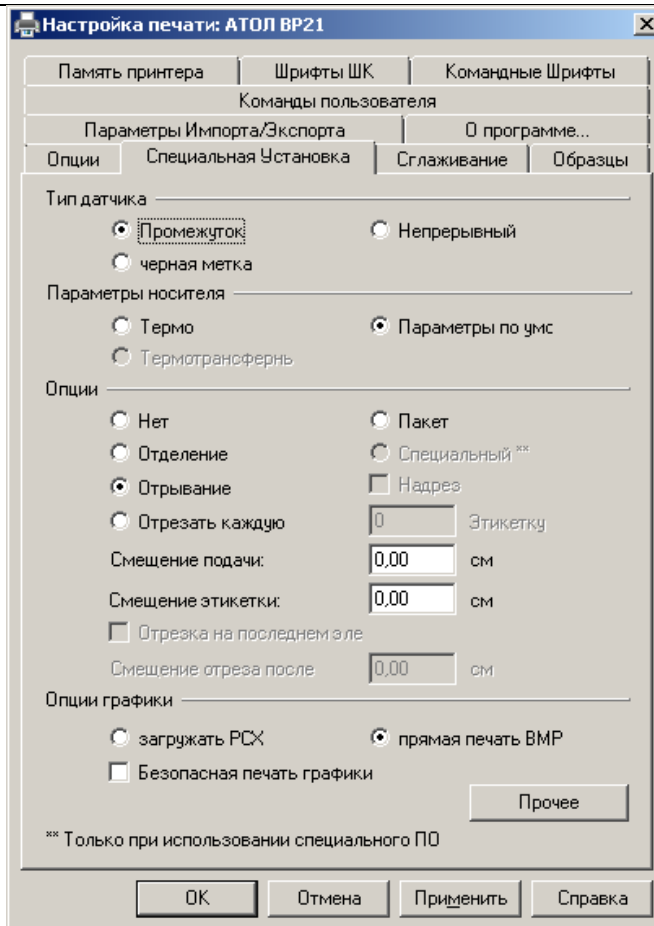 Настройка печати: АТОЛ BP21
Память принтера Шрифты ШК Командные Шрифты
Команды пользователя
Параметры Импорта/Экспорта О программе...
Опции Специальная Установка Сглаживание Образцы
Тип датчика
Промежуток Непрерывный
черная метка
Параметры носителя
Термо Параметры по умс
Термотрансфернь
Опции
Нет Пакет
Отделение Специальный **
Отрывание Надрез
Отрезать каждую 0 Этикетку
Смещение подачи: 0,00 см
Смещение этикетки: 0,00 см
Отрезка на последнем эле
Смещение отреза после 0,00 см
Опции графики
загружать PCX прямая печать BMP
Безопасная печать графики
Прочее
** Только при использовании специального ПО
OK Отмена Применить Справка